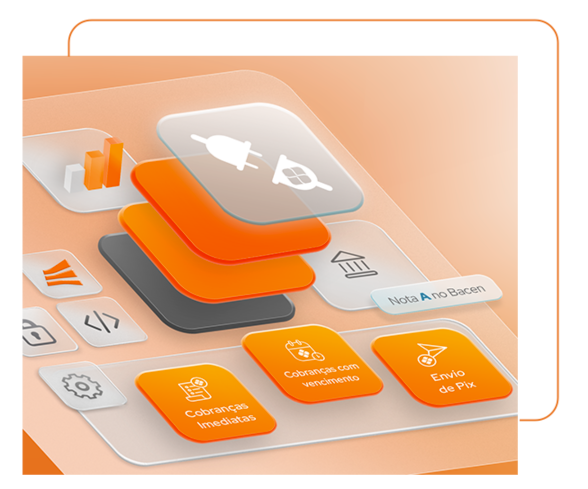 Nota A no Bacen
Cobranças
Imediatas
Cobranças com
vencimento
Envio
de Pix